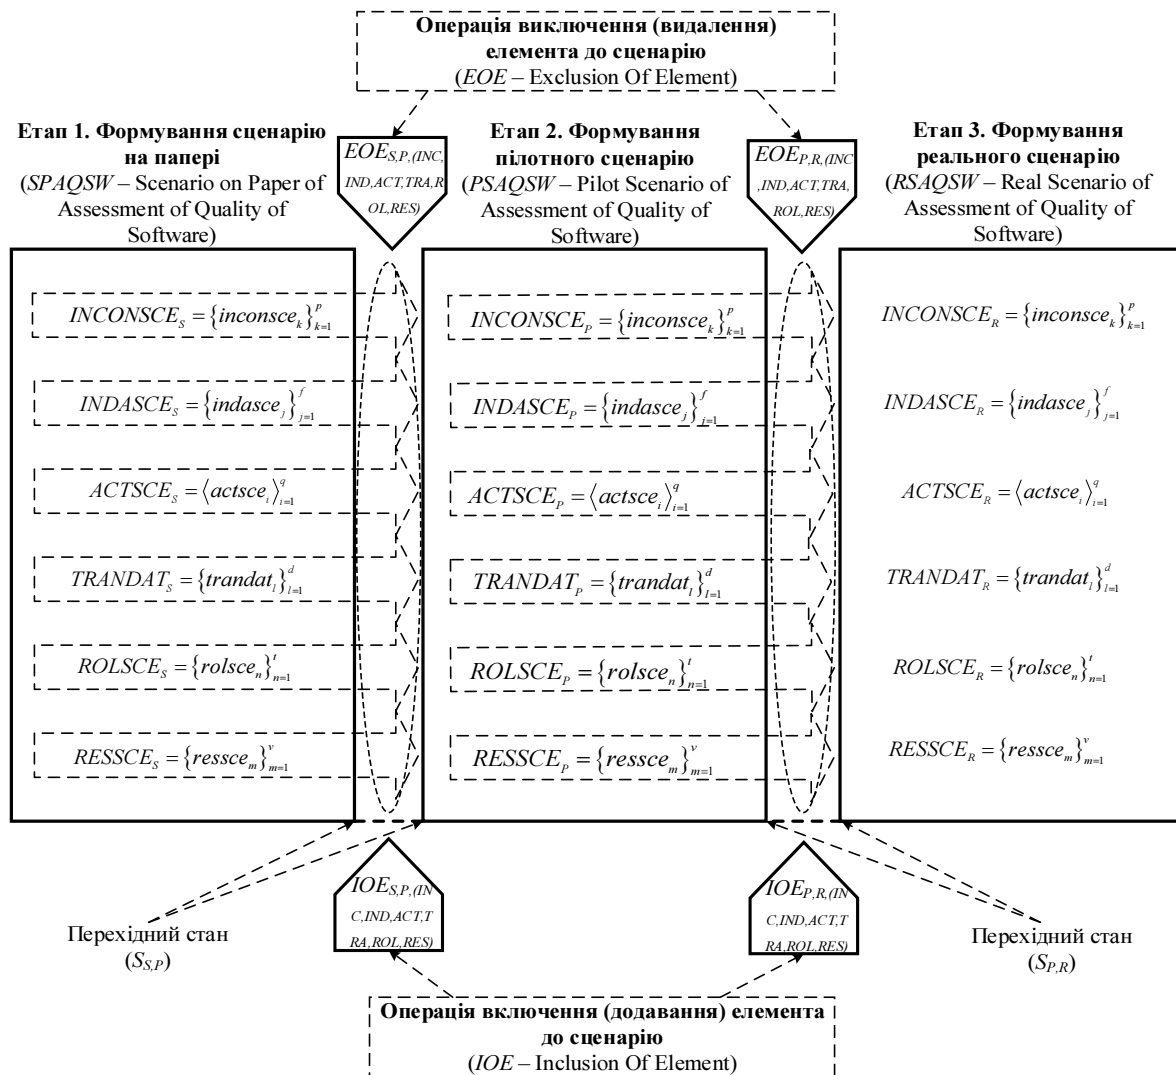 Операція виключення (видалення)
елемента до сценарію
(EOE – Exclusion Of Element)
Етап 1. Формування сценарію
на папері
(SPAQSW – Scenario on Paper of
Assessment of Quality of
Software)
EOE_{S,P,(INC,
IND,ACT,TRA,R
OL,RES)}
Етап 2. Формування
пілотного сценарію
(PSAQSW – Pilot Scenario of
Assessment of Quality of
Software)
EOE_{P,R,(INC
,IND,ACT,TRA,
ROL,RES)}
Етап 3. Формування
реального сценарію
(RSAQSW – Real Scenario of
Assessment of Quality of
Software)
INCONSCE_S = {inconsce_k}_{k=1}^p
INDASCE_S = {indasce_j}_{j=1}^f
ACTSCE_S = ⟨actsce_i⟩_{i=1}^q
TRANDAT_S = {trandat_l}_{l=1}^d
ROLSCE_S = {rolsce_n}_{n=1}^t
RESSCE_S = {ressce_m}_{m=1}^v
INCONSCE_P = {inconsce_k}_{k=1}^p
INDASCE_P = {indasce_j}_{j=1}^f
ACTSCE_P = ⟨actsce_i⟩_{i=1}^q
TRANDAT_P = {trandat_l}_{l=1}^d
ROLSCE_P = {rolsce_n}_{n=1}^t
RESSCE_P = {ressce_m}_{m=1}^v
INCONSCE_R = {inconsce_k}_{k=1}^p
INDASCE_R = {indasce_j}_{j=1}^f
ACTSCE_R = ⟨actsce_i⟩_{i=1}^q
TRANDAT_R = {trandat_l}_{l=1}^d
ROLSCE_R = {rolsce_n}_{n=1}^t
RESSCE_R = {ressce_m}_{m=1}^v
Перехідний стан
(S_{S,P})
IOE_{S,P,(IN
C,IND,ACT,T
RA,ROL,RES)}
IOE_{P,R,(IN
C,IND,ACT,T
RA,ROL,RES)}
Перехідний стан
(S_{P,R})
Операція включення (додавання) елемента
до сценарію
(IOE – Inclusion Of Element)